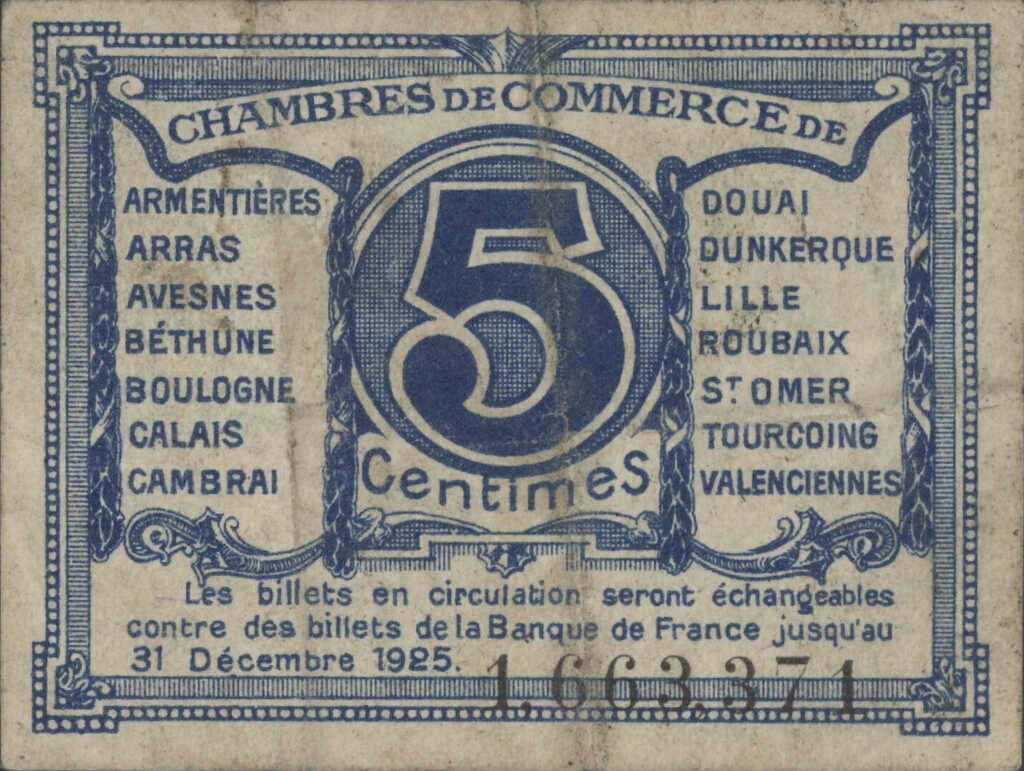 CHAMBRES DE COMMERCE DE
ARMENTIÈRES
ARRAS
AVESNES
BÉTHUNE
BOULOGNE
CALAIS
CAMBRAI
5
Centimes
DOUAI
DUNKERQUE
LILLE
ROUBAIX
ST OMER
TOURCOING
VALENCIENNES
Les billets en circulation seront échangeables
contre des billets de la Banque de France jusqu'au
31 Décembre 1925.
1,663,371